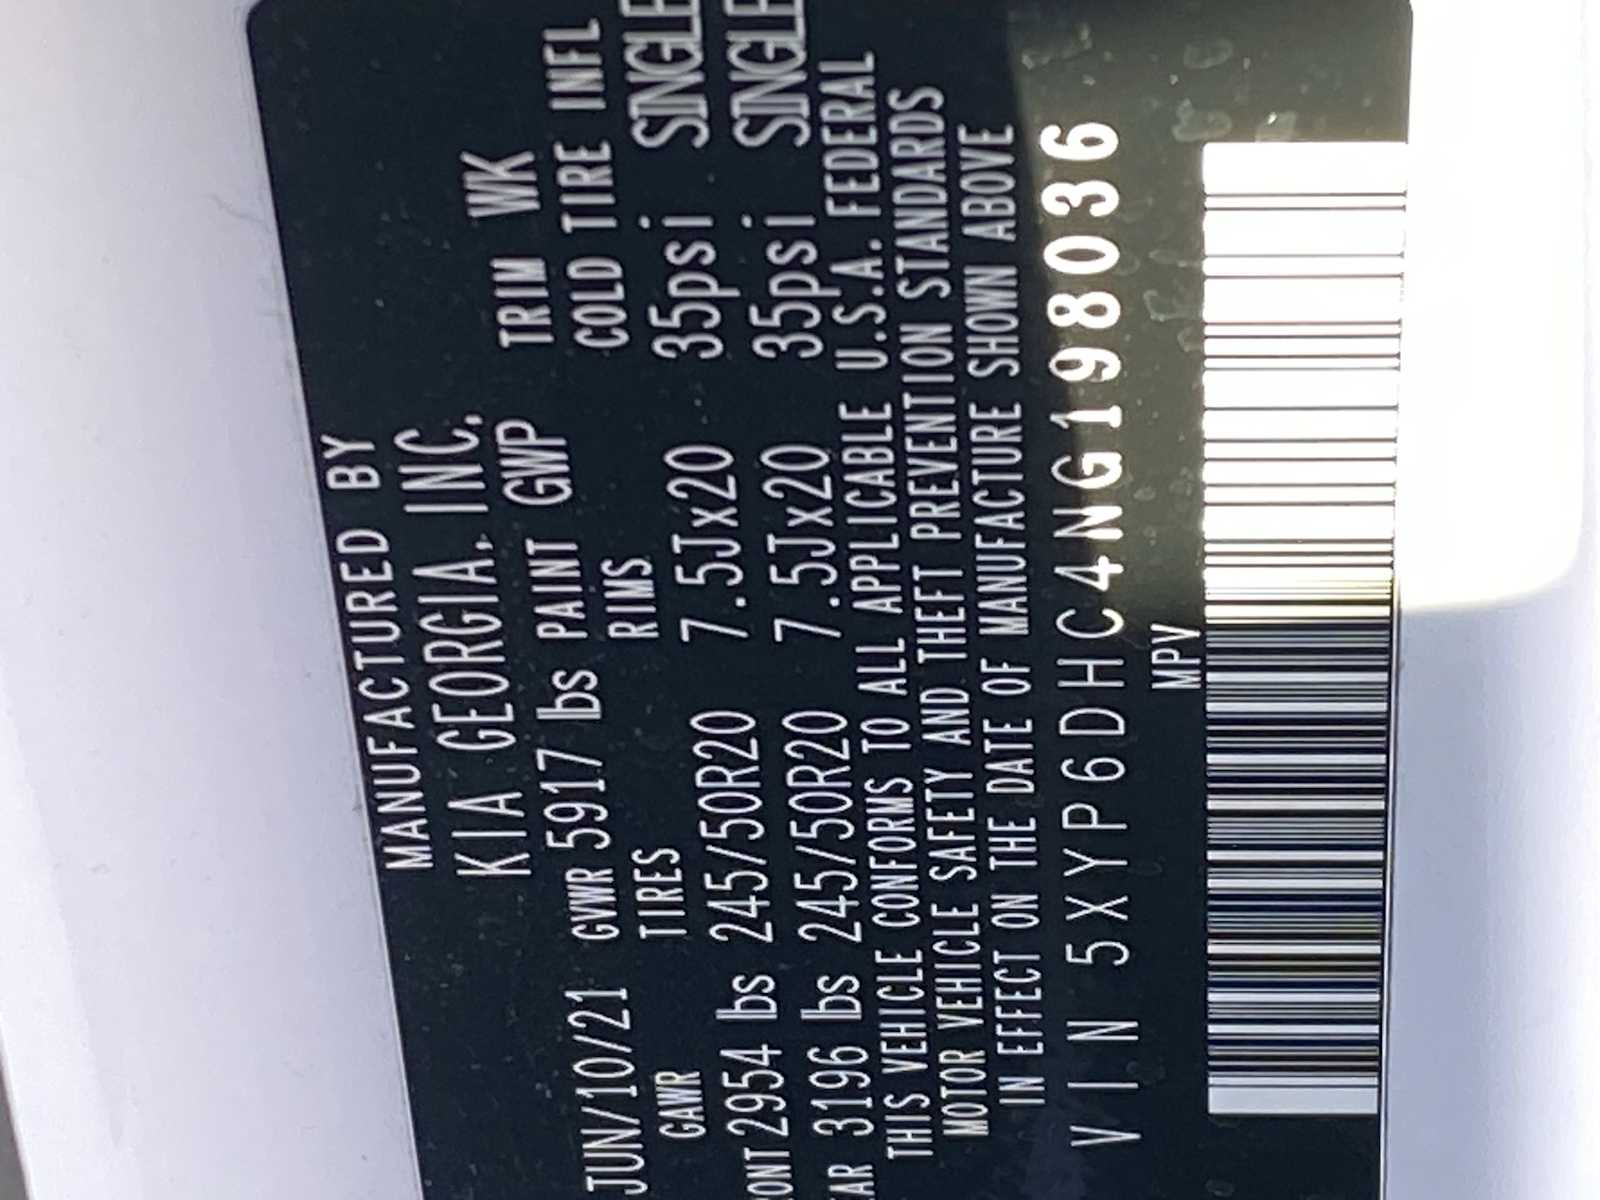 MANUFACTURED BY
KIA GEORGIA. INC.
JUN/10/21 GVWR 5917 lbs PAINT GWP TRIM WK
GAWR TIRES RIMS COLD TIRE INFL
2954 lbs 245/50R20 7.5Jx20 35psi SINGLE
3196 lbs 245/50R20 7.5Jx20 35psi SINGLE
THIS VEHICLE CONFORMS TO ALL APPLICABLE U.S.A. FEDERAL
MOTOR VEHICLE SAFETY AND THEFT PREVENTION STANDARDS
IN EFFECT ON THE DATE OF MANUFACTURE SHOWN ABOVE
VIN 5XYP6DHC4NG198036
MPV